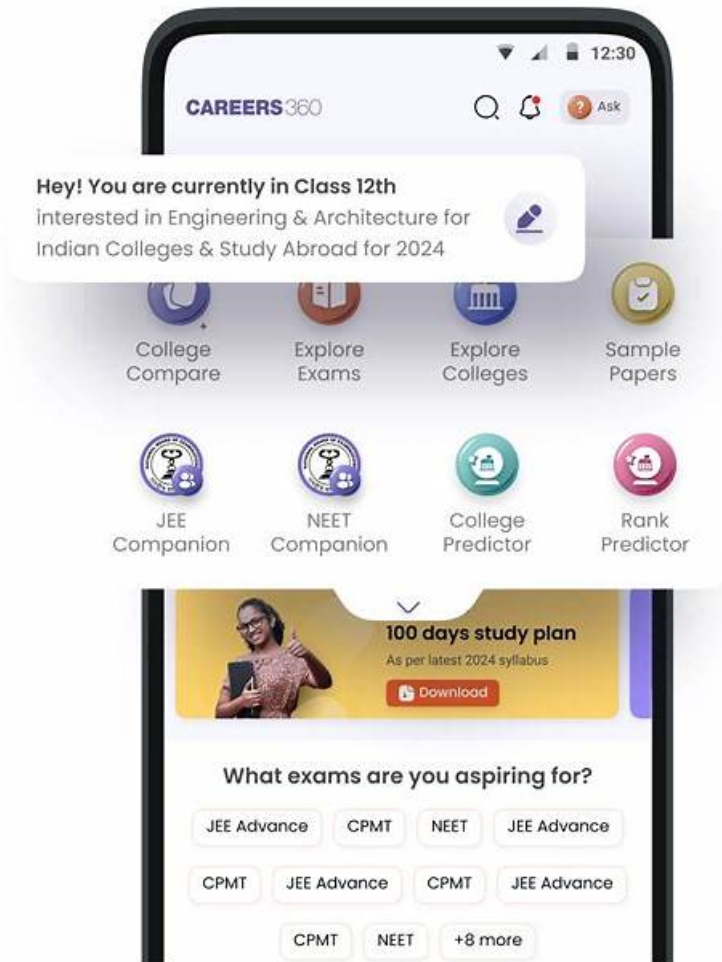 12:30
CAREERS360
Ask
Hey! You are currently in Class 12th
interested in Engineering & Architecture for
Indian Colleges & Study Abroad for 2024
College Explore Explore Sample
Compare Exams Colleges Papers
JEE NEET College Rank
Companion Companion Predictor Predictor
100 days study plan
As per latest 2024 syllabus
Download
What exams are you aspiring for?
JEE Advance CPMT NEET JEE Advance
CPMT JEE Advance CPMT JEE Advance
CPMT NEET +8 more